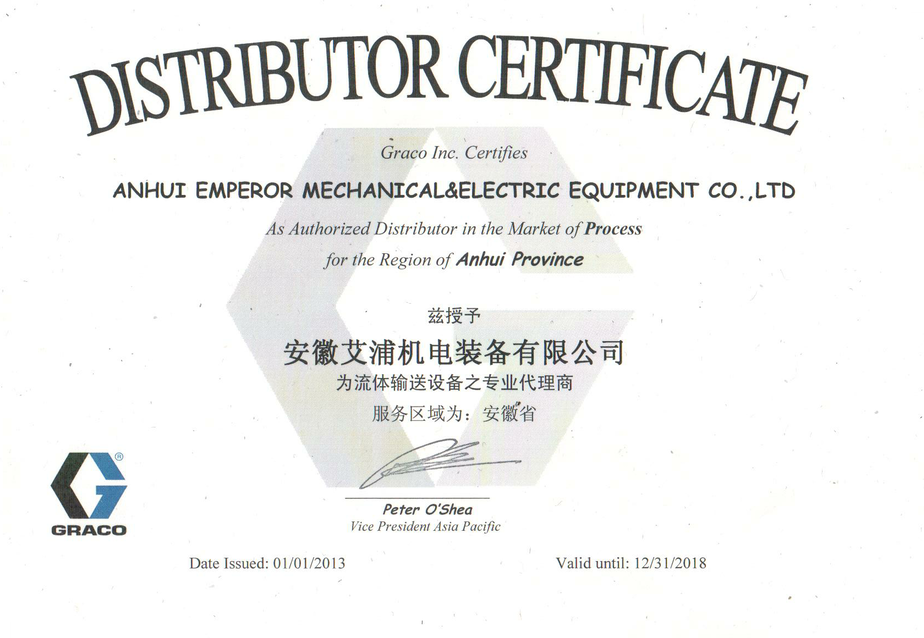 DISTRIBUTOR CERTIFICATE
Graco Inc. Certifies
ANHUI EMPEROR MECHANICAL&ELECTRIC EQUIPMENT CO.,LTD
As Authorized Distributor in the Market of Process
for the Region of Anhui Province
兹授予
安徽艾浦机电装备有限公司
为流体输送设备之专业代理商
服务区域为：安徽省
Peter O'Shea
Vice President Asia Pacific
®
GRACO
Date Issued: 01/01/2013
Valid until: 12/31/2018